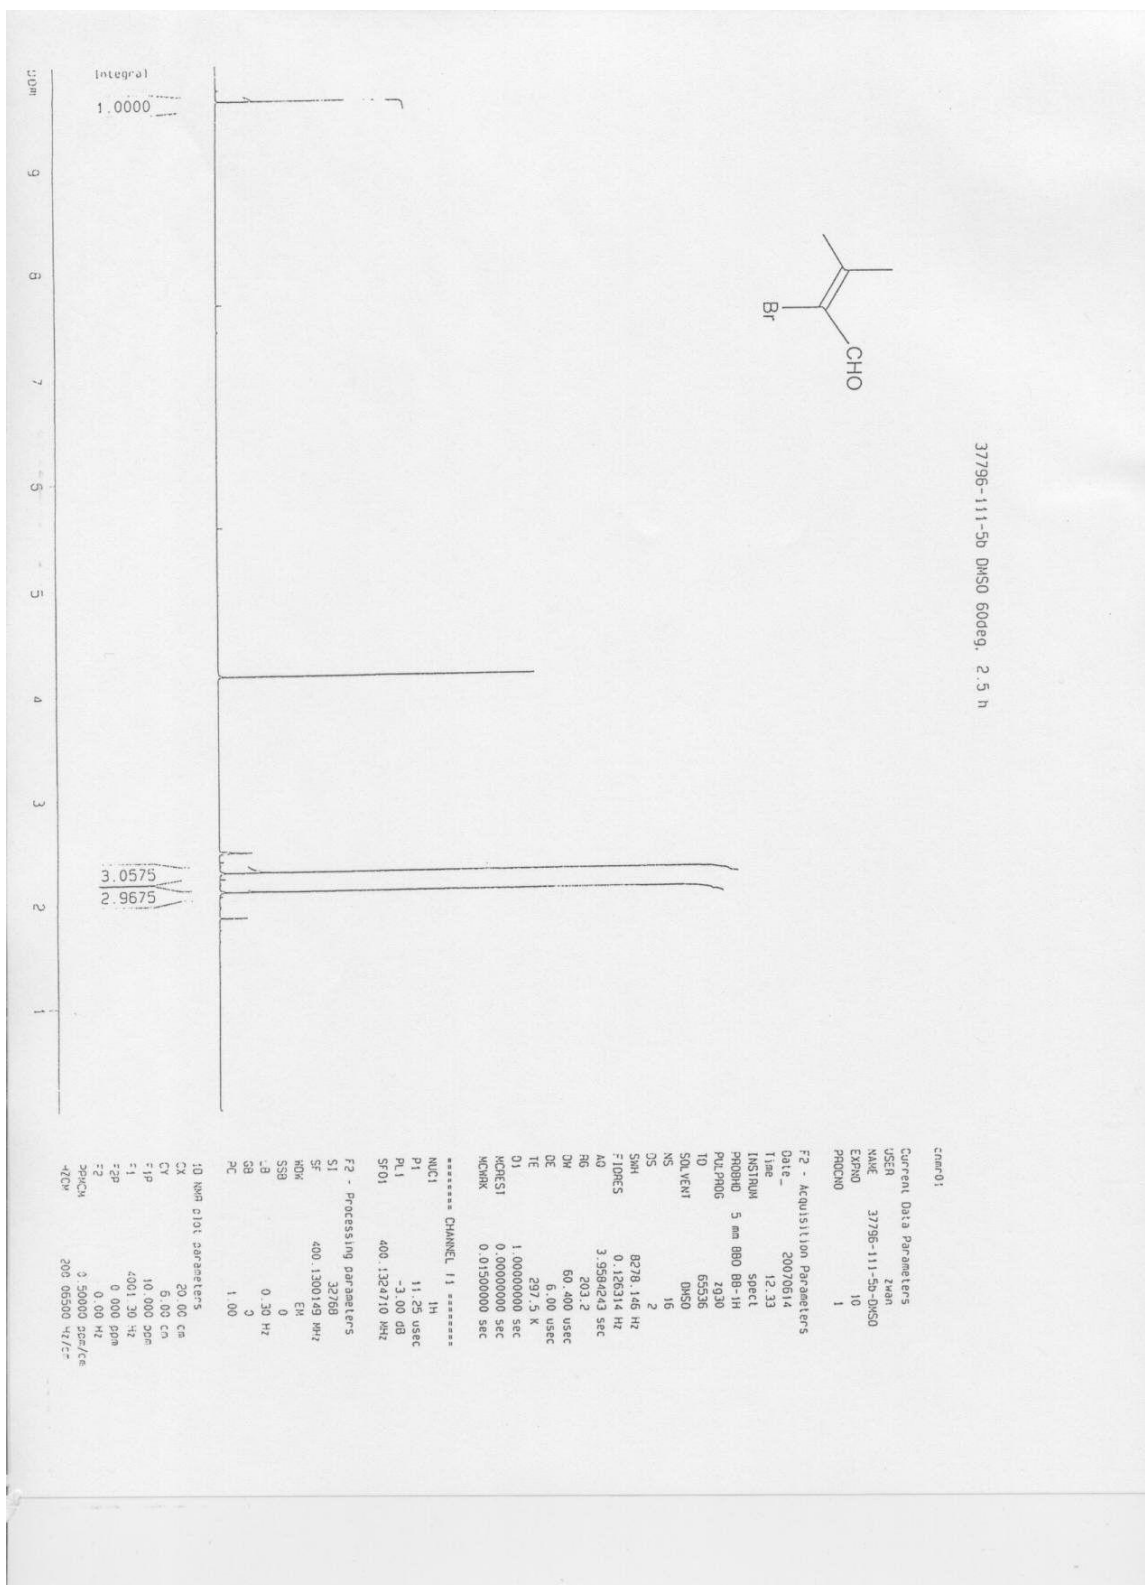 37796-111-5b DMSO 60deg, 2.5 h
Br
CHO
Integral
1.0000
3.0575
2.9675
ppm 9 8 7 6 5 4 3 2 1
cnmr01
Current Data Parameters
USER zwan
NAME 37796-111-5b-DMSO
EXPNO 10
PROCNO 1
F2 - Acquisition Parameters
Date_ 20070614
Time 12.33
INSTRUM spect
PROBHD 5 mm BBO BB-1H
PULPROG zg30
TD 65536
SOLVENT DMSO
NS 16
DS 2
SWH 8278.146 Hz
FIDRES 0.126314 Hz
AQ 3.9584243 sec
RG 203.2
DW 60.400 usec
DE 6.00 usec
TE 297.5 K
D1 1.00000000 sec
MCREST 0.00000000 sec
MCWRK 0.01500000 sec
======== CHANNEL f1 ========
NUC1 1H
P1 11.25 usec
PL1 -3.00 dB
SFO1 400.1324710 MHz
F2 - Processing parameters
SI 32768
SF 400.1300149 MHz
WDW EM
SSB 0
LB 0.30 Hz
GB 0
PC 1.00
1D NMR plot parameters
CX 20.00 cm
CY 6.00 cm
F1P 10.000 ppm
F1 4001.30 Hz
F2P 0.000 ppm
F2 0.00 Hz
PPMCM 0.50000 ppm/cm
HZCM 200.06500 Hz/cm